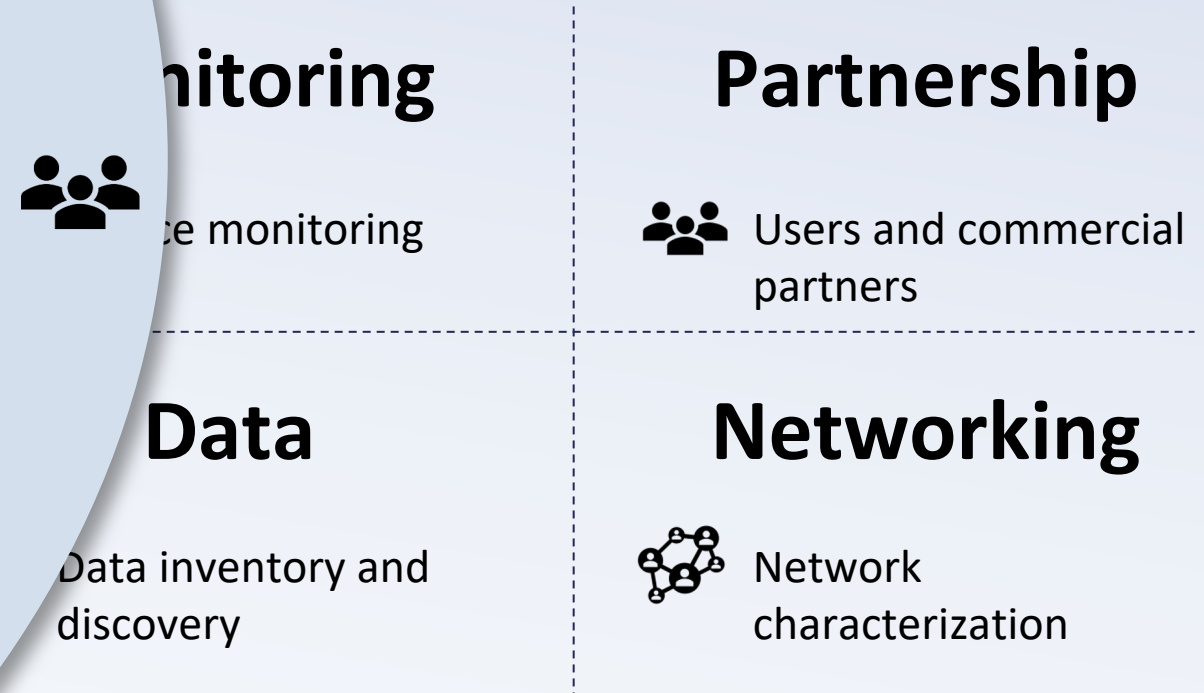 nitoring
Partnership
ce monitoring
Users and commercial
partners
Data
Networking
Data inventory and
discovery
Network
characterization